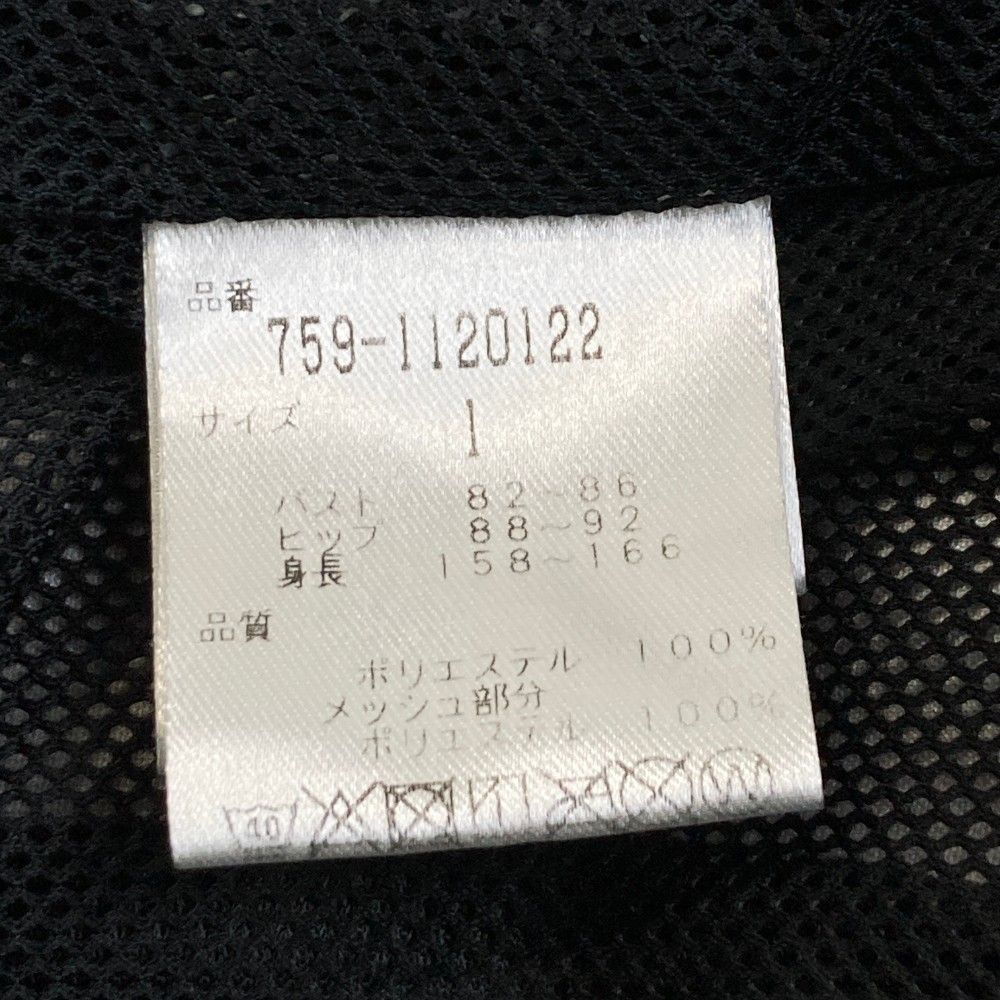 品番
759-1120122
サイズ 1
バスト 82~86
ヒップ 88~92
身長 158~166
品質
ポリエステル 100%
メッシュ部分
ポリエステル 100%
40